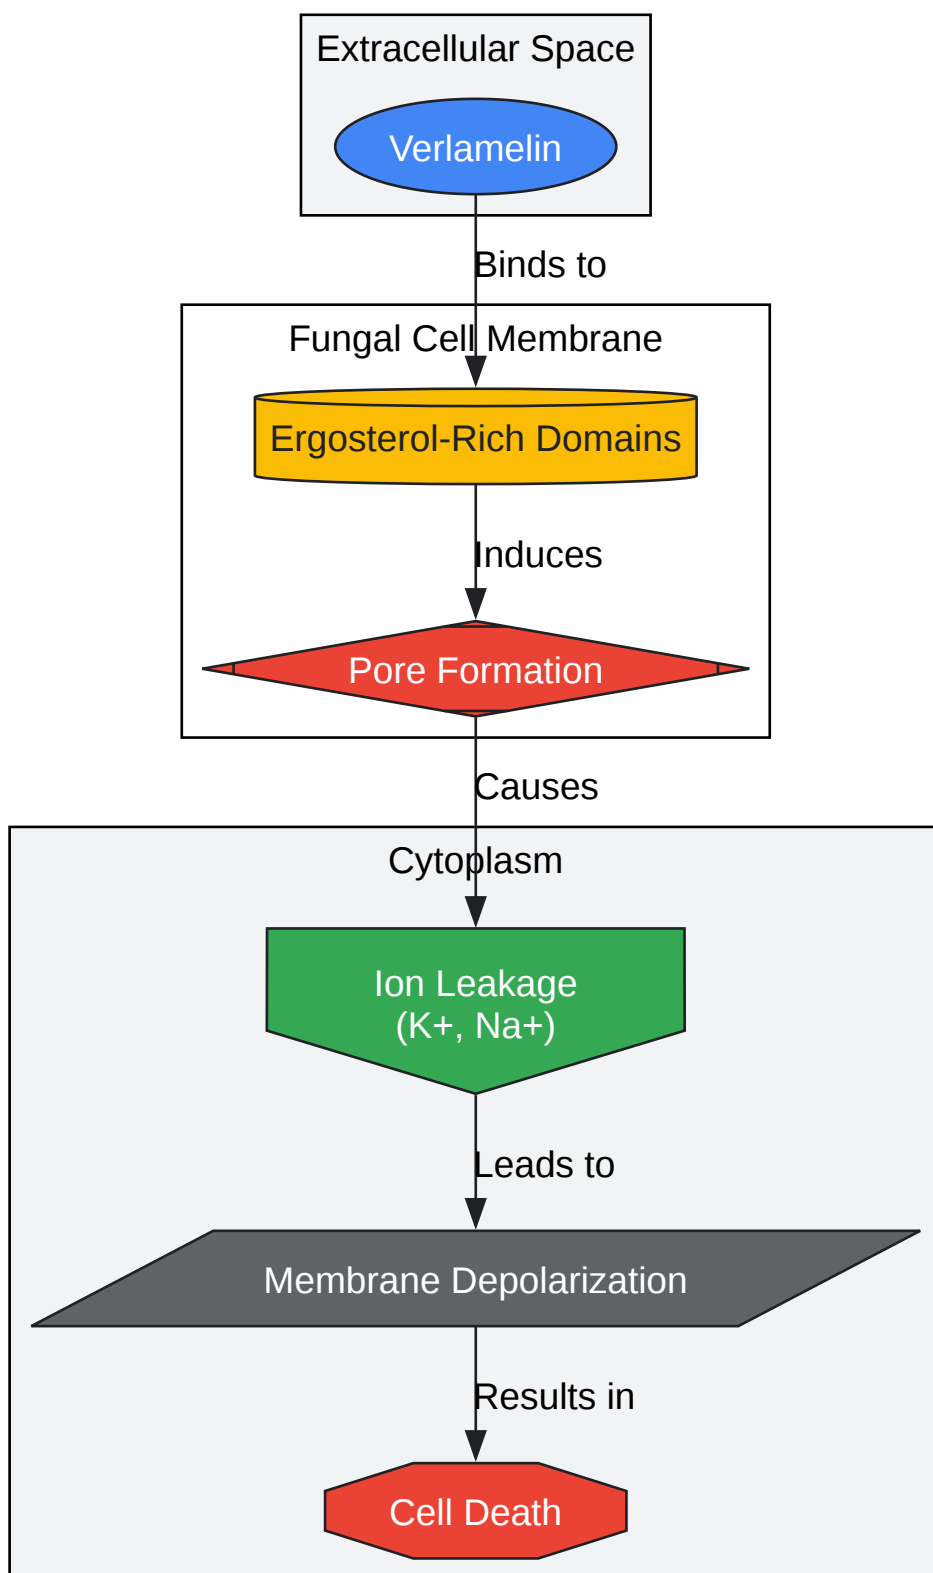 Extracellular Space
Verlamelin
Binds to
Fungal Cell Membrane
Ergosterol-Rich Domains
Induces
Pore Formation
Causes
Cytoplasm
Ion Leakage
(K+, Na+)
Leads to
Membrane Depolarization
Results in
Cell Death